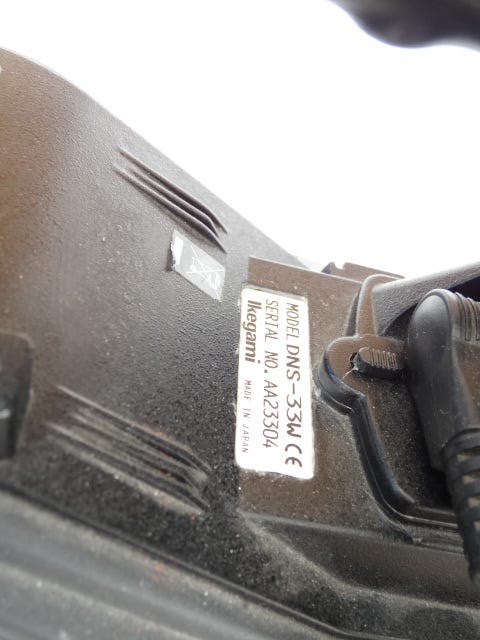 MODEL DNS-33W CE
SERIAL NO. AA23304
Ikegami MADE IN JAPAN